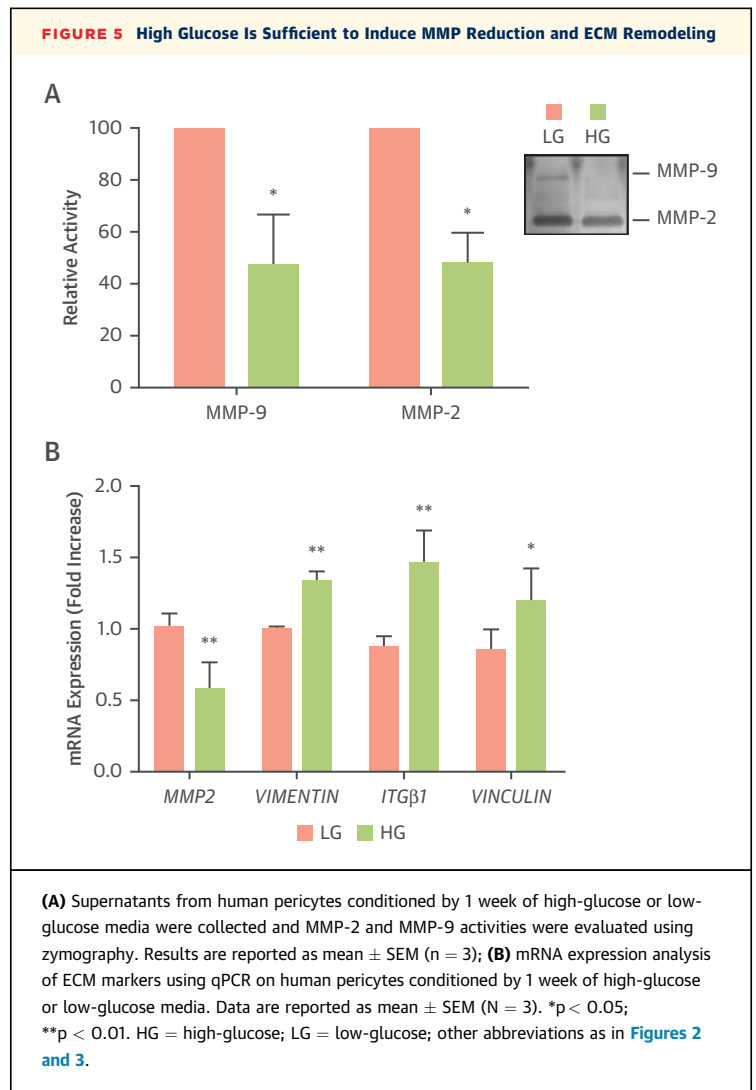 FIGURE 5 High Glucose Is Sufficient to Induce MMP Reduction and ECM Remodeling
A
Relative Activity
100
80
60
40
20
0
*
*
MMP-9
MMP-2
LG HG
MMP-9
MMP-2
B
mRNA Expression (Fold Increase)
2.0
1.5
1.0
0.5
0.0
**
**
**
*
MMP2
VIMENTIN
ITGβ1
VINCULIN
LG HG
(A) Supernatants from human pericytes conditioned by 1 week of high-glucose or low-
glucose media were collected and MMP-2 and MMP-9 activities were evaluated using
zymography. Results are reported as mean ± SEM (n = 3); (B) mRNA expression analysis
of ECM markers using qPCR on human pericytes conditioned by 1 week of high-glucose
or low-glucose media. Data are reported as mean ± SEM (N = 3). *p < 0.05;
**p < 0.01. HG = high-glucose; LG = low-glucose; other abbreviations as in Figures 2
and 3.